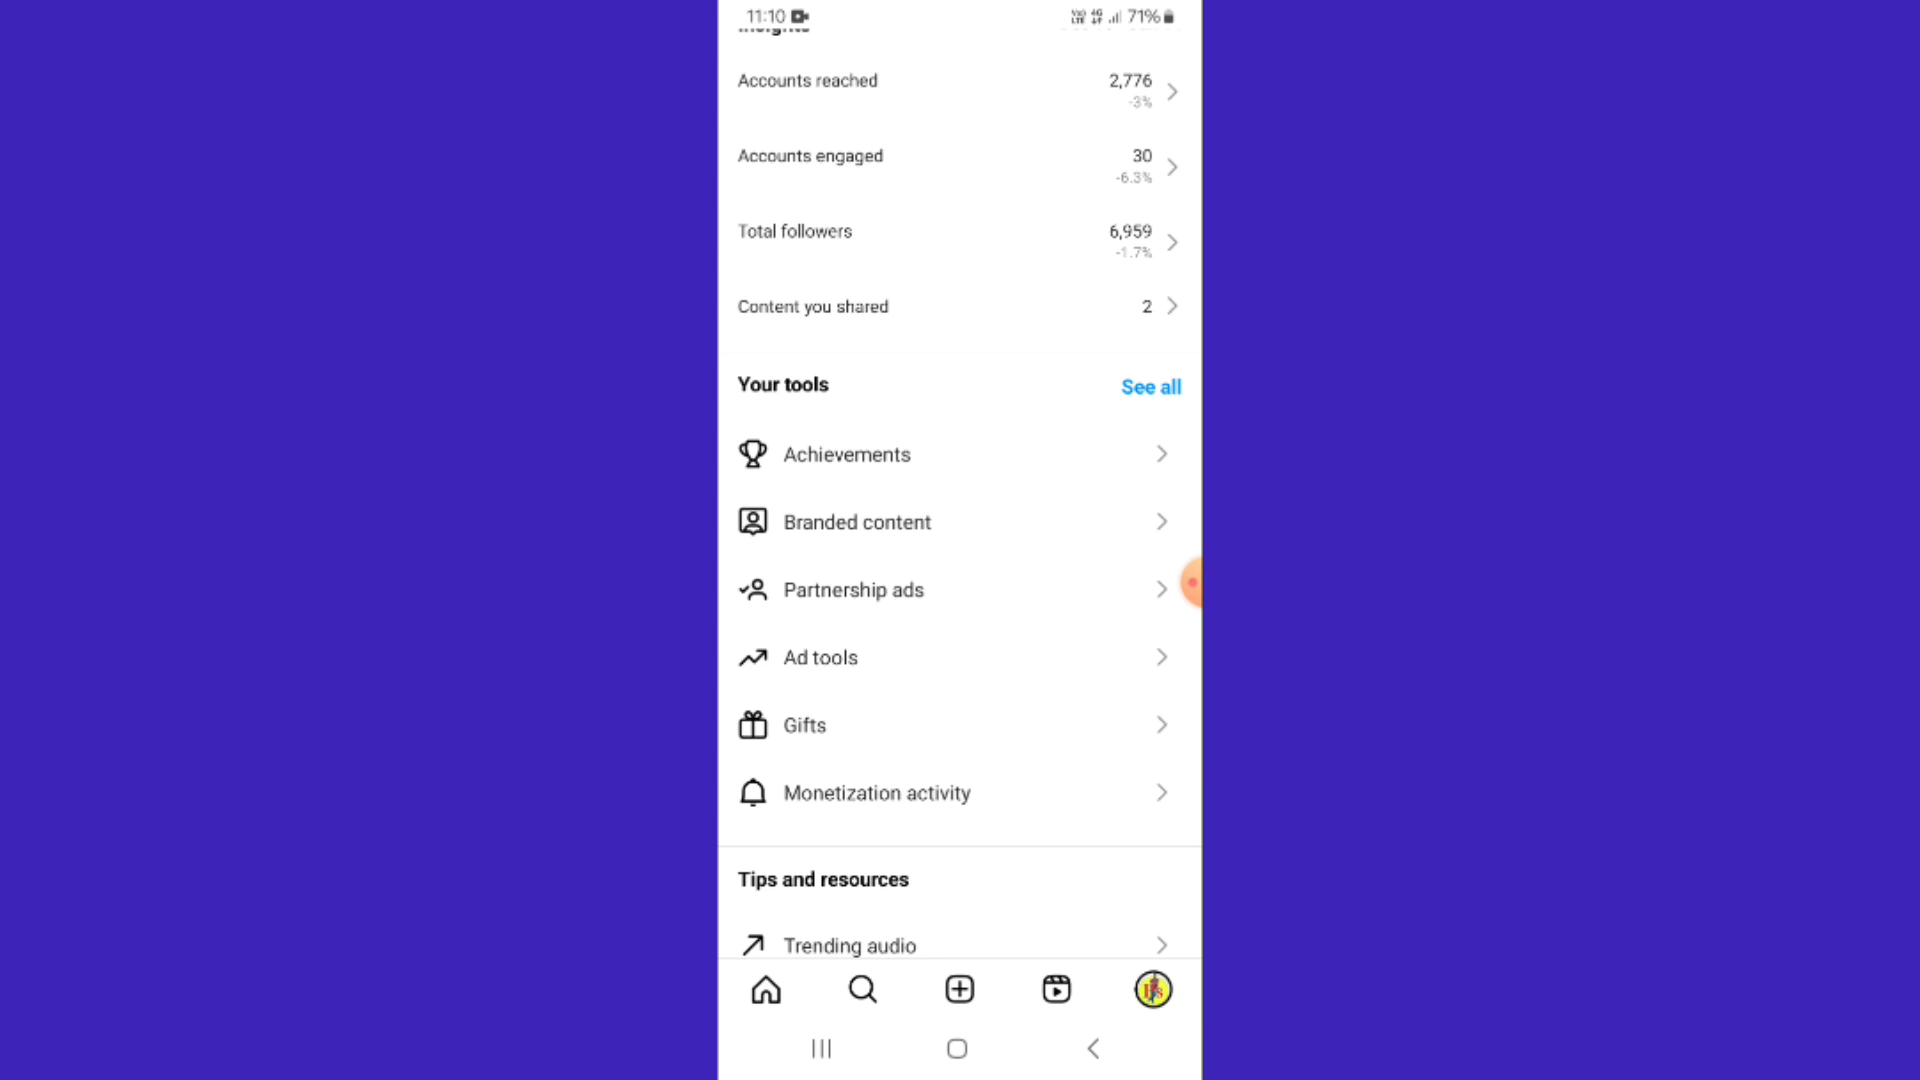 11:10 71%
Insights
Accounts reached 2,776
-3%
Accounts engaged 30
-6.3%
Total followers 6,959
-1.7%
Content you shared 2
Your tools See all
Achievements
Branded content
Partnership ads
Ad tools
Gifts
Monetization activity
Tips and resources
Trending audio